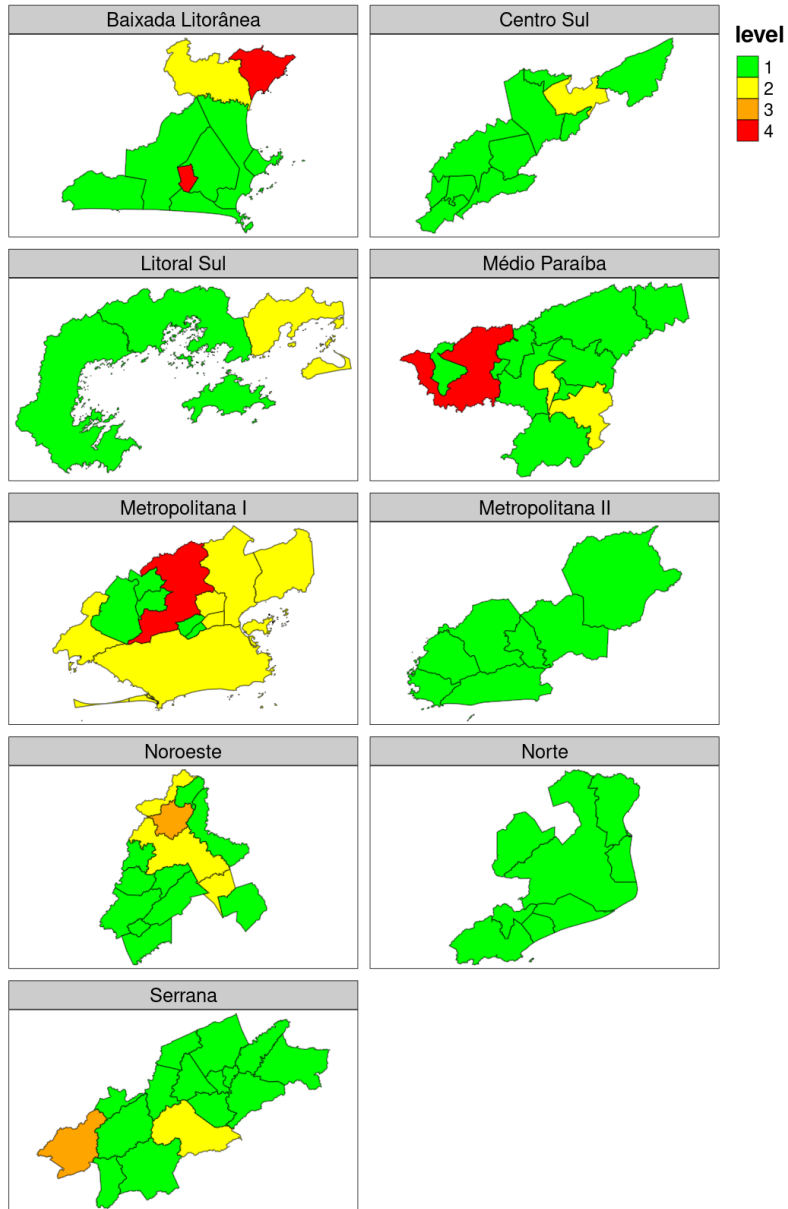 Baixada Litorânea
Centro Sul
level
1
2
3
4
Litoral Sul
Médio Paraíba
Metropolitana I
Metropolitana II
Noroeste
Norte
Serrana